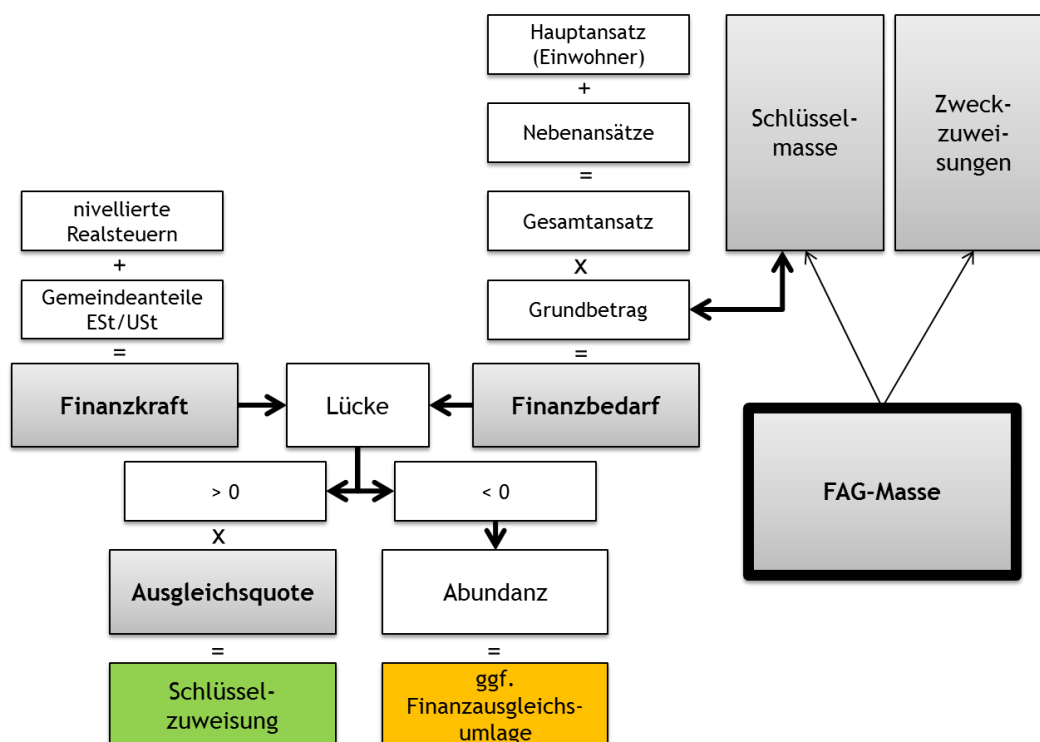 Hauptansatz
(Einwohner)
+
Nebenansätze
=
Gesamtansatz
x
Grundbetrag
=
Schlüssel-
masse
Zweck-
zuwei-
sungen
nivellierte
Realsteuern
+
Gemeindeanteile
ESt/USt
=
Finanzkraft
Lücke
Finanzbedarf
FAG-Masse
> 0
< 0
x
Ausgleichsquote
Abundanz
=
=
Schlüssel-
zuweisung
ggf.
Finanzausgleichs-
umlage